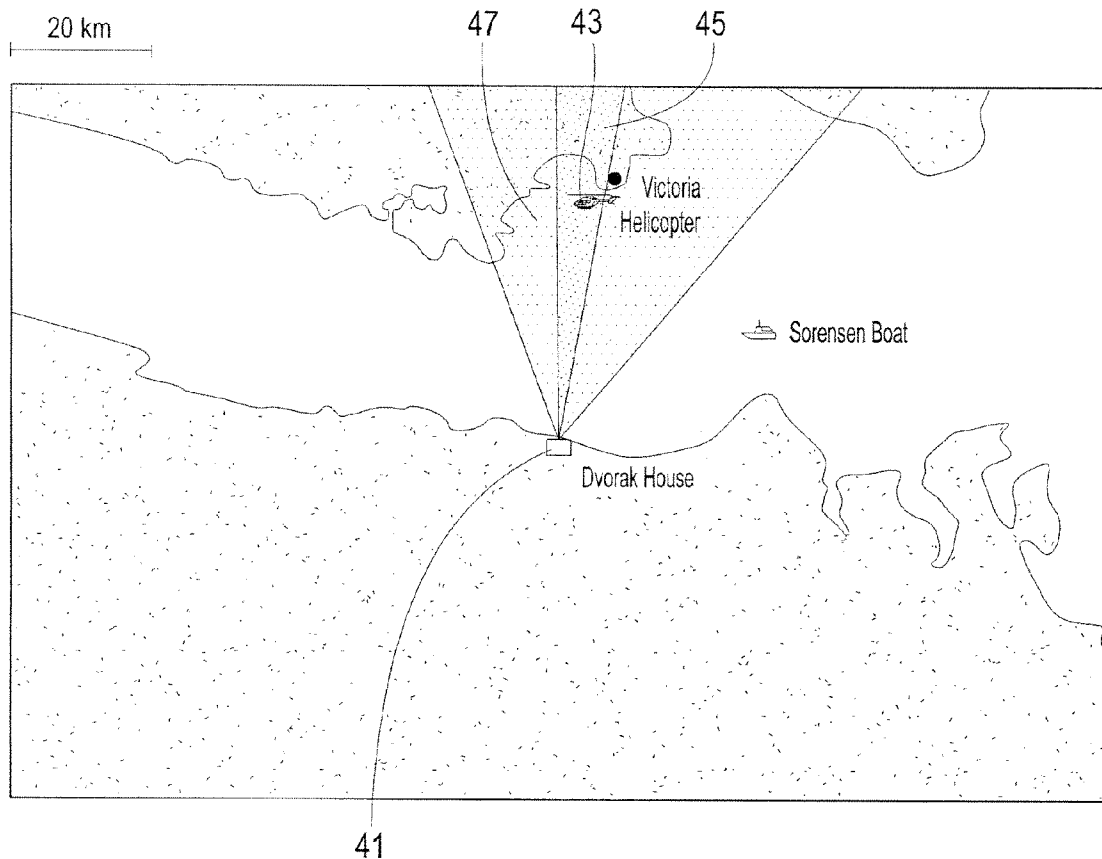 20 km
47
43
45
Victoria
Helicopter
Sorensen Boat
Dvorak House
41